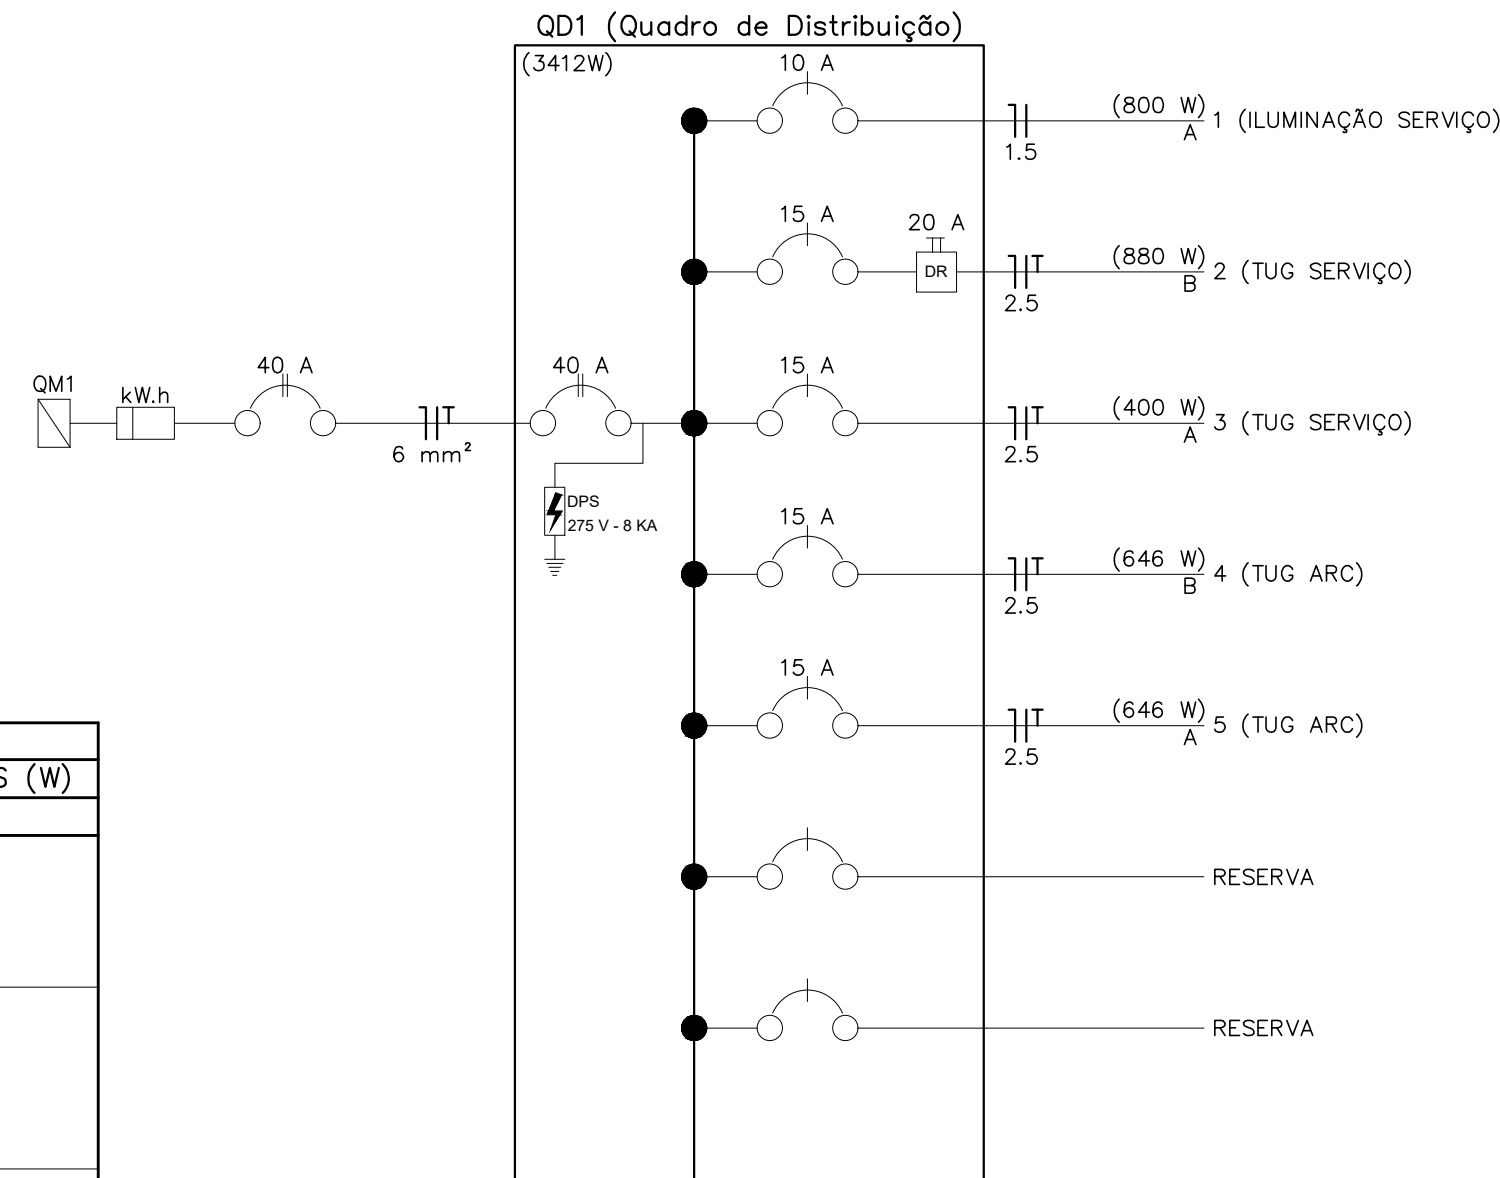 QD1 (Quadro de Distribuição)
(3412W)
10 A
1.5
(800 W)
A
1 (ILUMINAÇÃO SERVIÇO)
15 A
20 A
DR
2.5
(880 W)
B
2 (TUG SERVIÇO)
QM1
kW.h
40 A
6 mm²
40 A
DPS
275 V - 8 KA
15 A
2.5
(400 W)
A
3 (TUG SERVIÇO)
15 A
2.5
(646 W)
B
4 (TUG ARC)
15 A
2.5
(646 W)
A
5 (TUG ARC)
S (W)
RESERVA
RESERVA